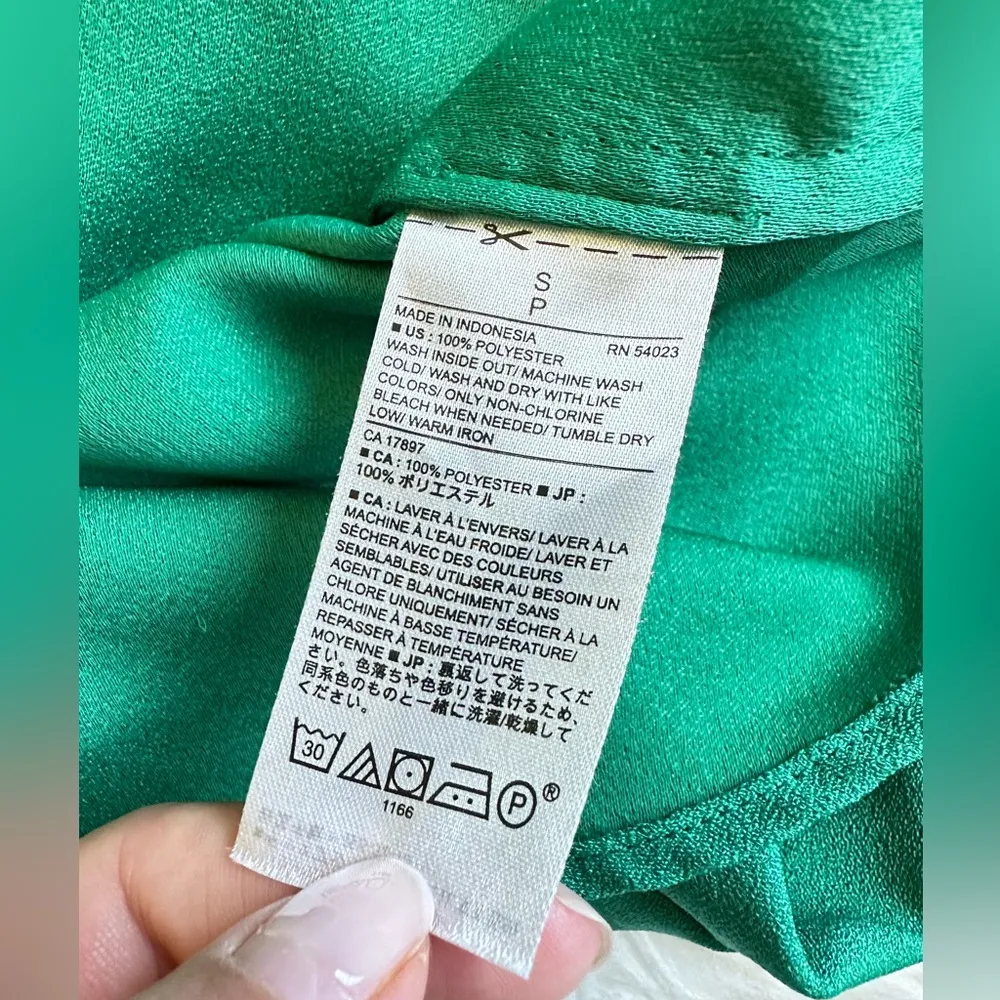 S
P
MADE IN INDONESIA
RN 54023
■ US : 100% POLYESTER
WASH INSIDE OUT/ MACHINE WASH
COLD/ WASH AND DRY WITH LIKE
COLORS/ ONLY NON-CHLORINE
BLEACH WHEN NEEDED/ TUMBLE DRY
LOW/ WARM IRON
CA 17897
■ CA : 100% POLYESTER ■ JP :
100% ポリエステル
■ CA : LAVER À L'ENVERS/ LAVER À LA
MACHINE À L'EAU FROIDE/ LAVER ET
SÉCHER AVEC DES COULEURS
SEMBLABLES/ UTILISER AU BESOIN UN
AGENT DE BLANCHIMENT SANS
CHLORE UNIQUEMENT/ SÉCHER À LA
MACHINE À BASSE TEMPÉRATURE/
REPASSER À TEMPÉRATURE
MOYENNE ■ JP : 裏返して洗ってくだ
さい。色落ちや色移りを避けるため、
同系色のものと一緒に洗濯/乾燥して
ください。
30
P®
1166